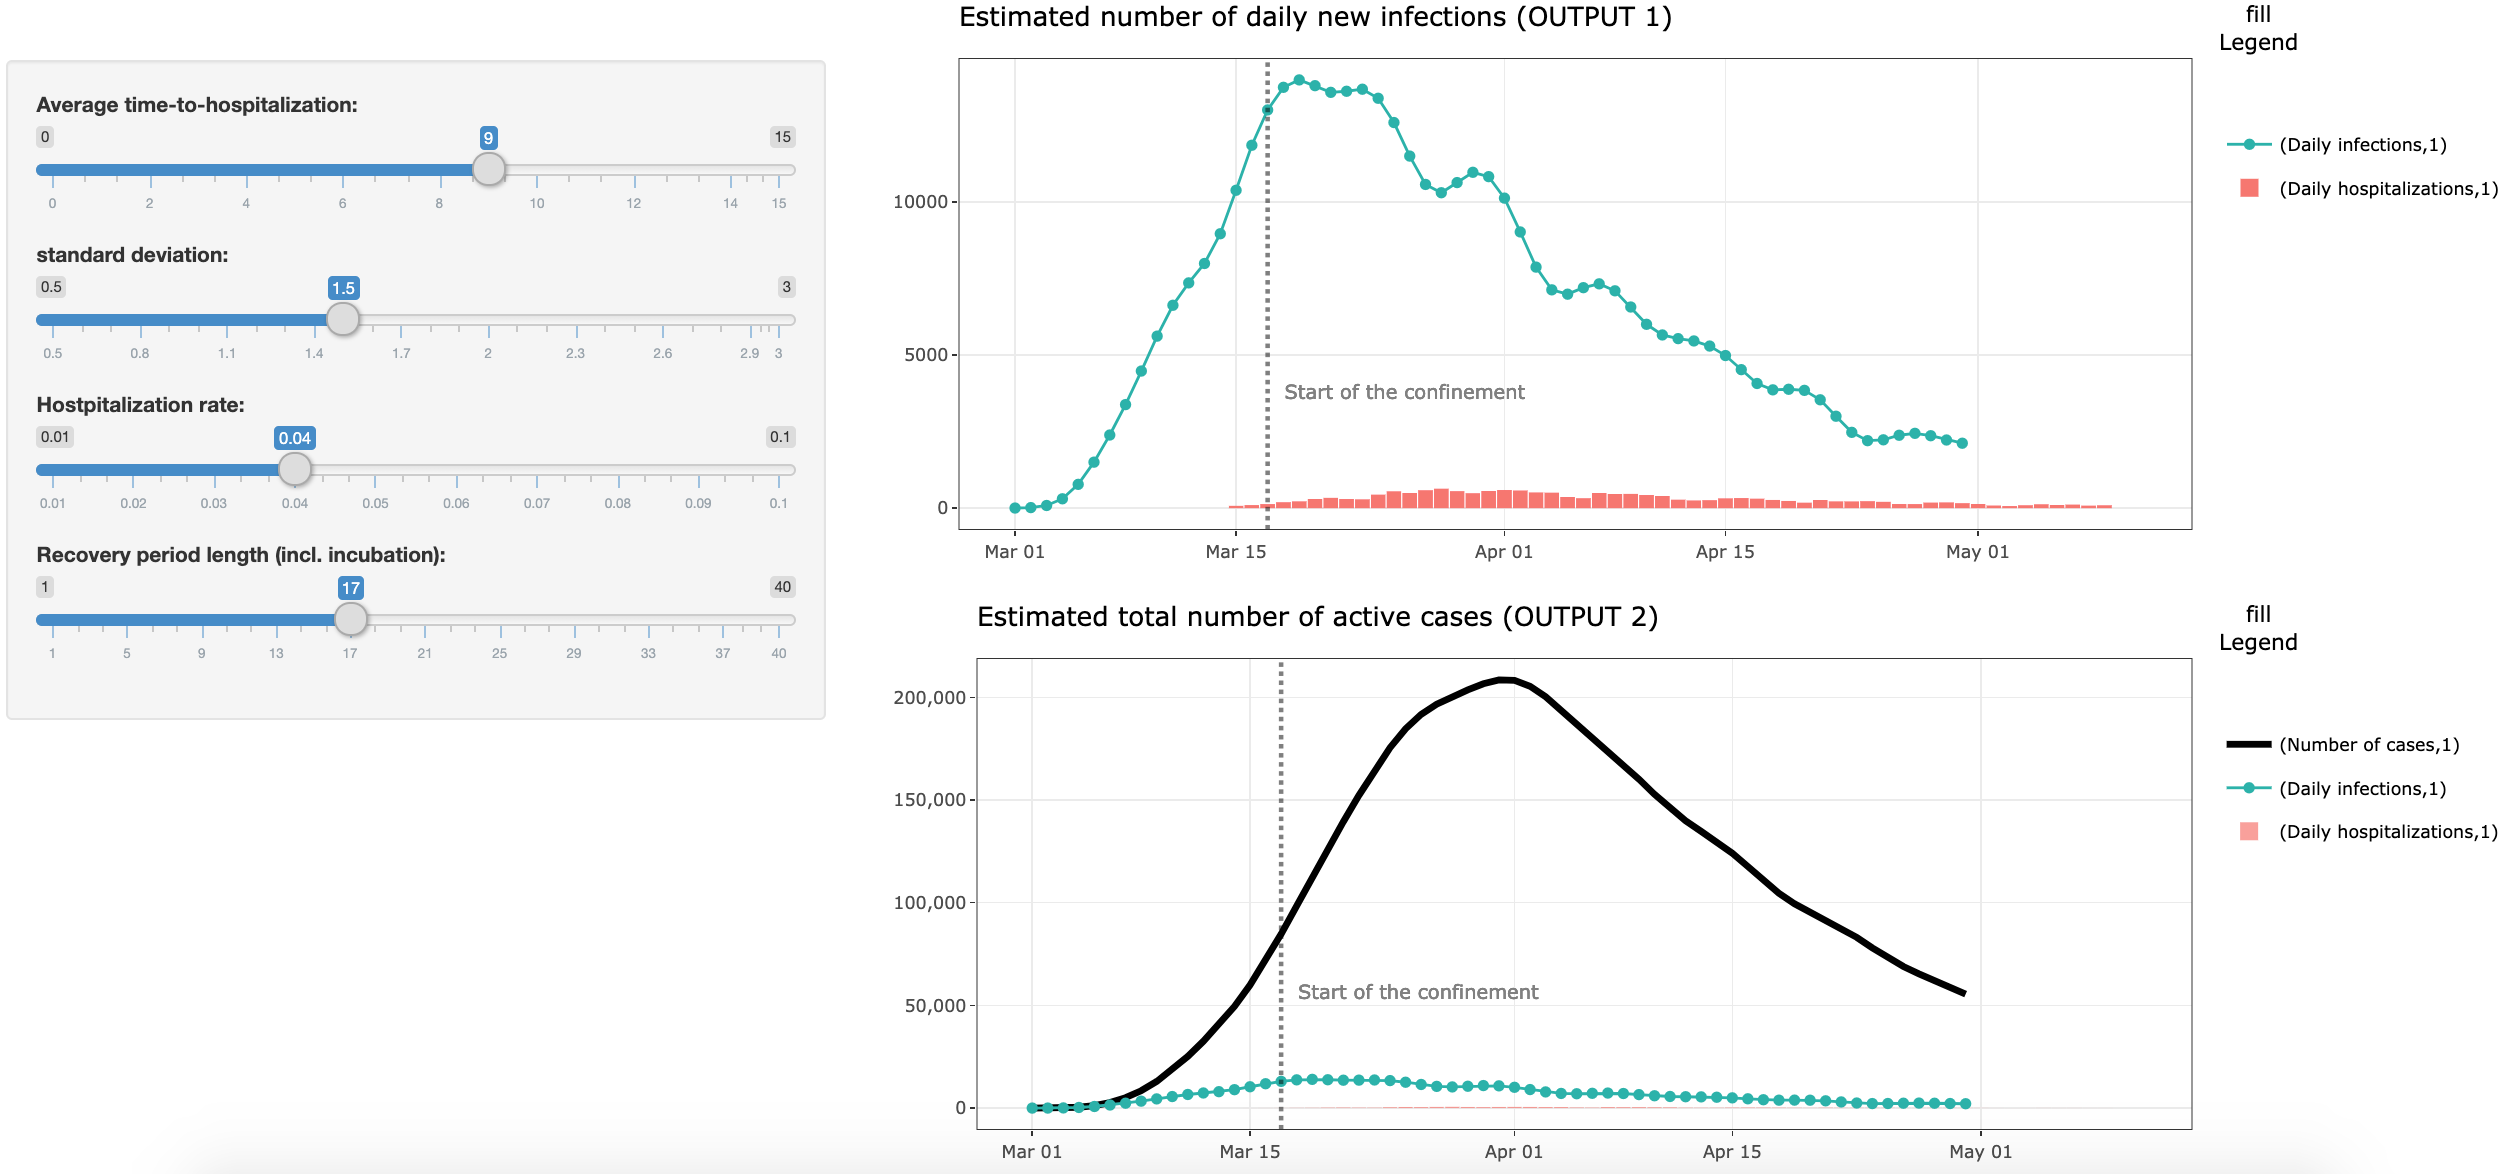 Average time-to-hospitalization:
0 9 15
0 2 4 6 8 10 12 14 15
standard deviation:
0.5 1.5 3
0.5 0.8 1.1 1.4 1.7 2 2.3 2.6 2.9 3
Hostpitalization rate:
0.01 0.04 0.1
0.01 0.02 0.03 0.04 0.05 0.06 0.07 0.08 0.09 0.1
Recovery period length (incl. incubation):
1 17 40
1 5 9 13 17 21 25 29 33 37 40
Estimated number of daily new infections (OUTPUT 1)
10000
5000
0
Start of the confinement
Mar 01 Mar 15 Apr 01 Apr 15 May 01
fill
Legend
(Daily infections,1)
(Daily hospitalizations,1)
Estimated total number of active cases (OUTPUT 2)
200,000
150,000
100,000
50,000
0
Start of the confinement
Mar 01 Mar 15 Apr 01 Apr 15 May 01
fill
Legend
(Number of cases,1)
(Daily infections,1)
(Daily hospitalizations,1)